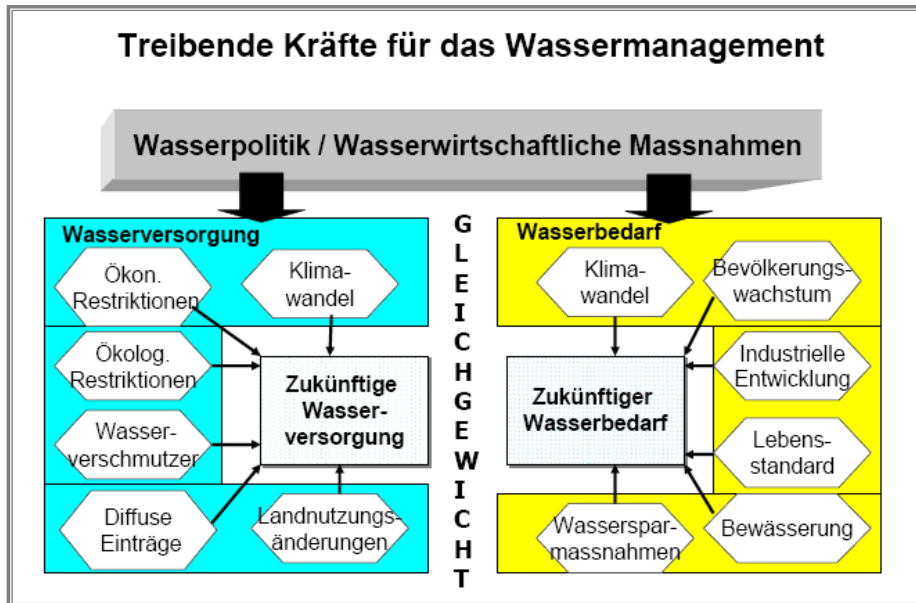 Treibende Kräfte für das Wassermanagement
Wasserpolitik / Wasserwirtschaftliche Massnahmen
Wasserversorgung
Ökon.
Restriktionen
Klima-
wandel
Ökolog.
Restriktionen
Zukünftige
Wasser-
versorgung
Wasser-
verschmutzer
Diffuse
Einträge
Landnutzungs-
änderungen
G
L
E
I
C
H
G
E
W
I
C
H
T
Wasserbedarf
Klima-
wandel
Bevölkerungs-
wachstum
Zukünftiger
Wasserbedarf
Industrielle
Entwicklung
Lebens-
standard
Wasserspar-
massnahmen
Bewässerung